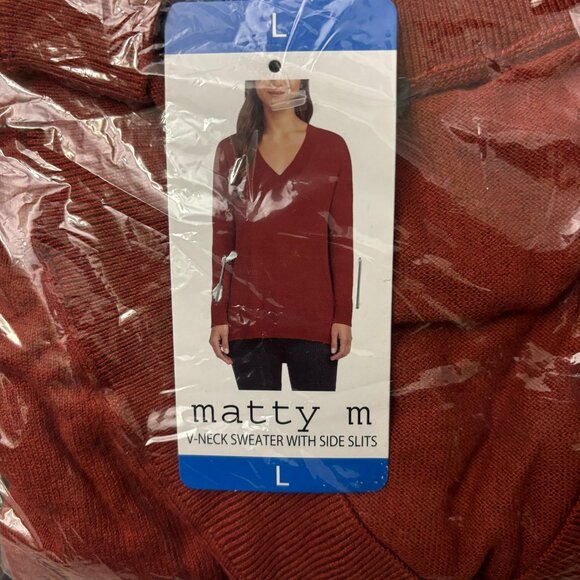 L
matty m
V-NECK SWEATER WITH SIDE SLITS
L